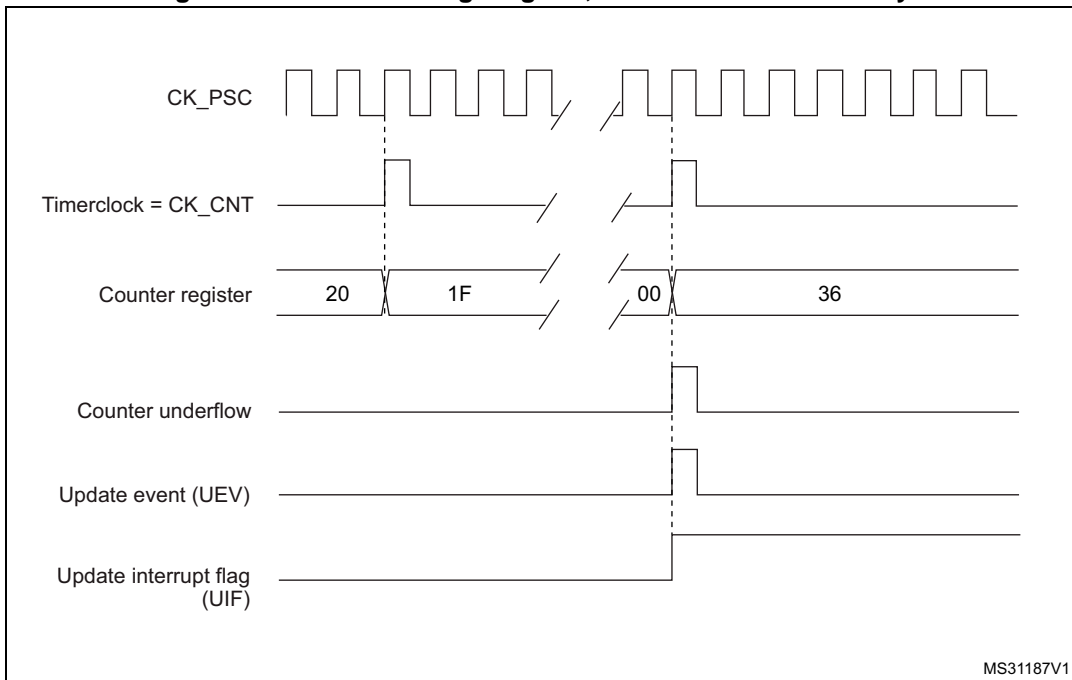 CK_PSC
Timerclock = CK_CNT
Counter register
20
1F
00
36
Counter underflow
Update event (UEV)
Update interrupt flag
(UIF)
MS31187V1